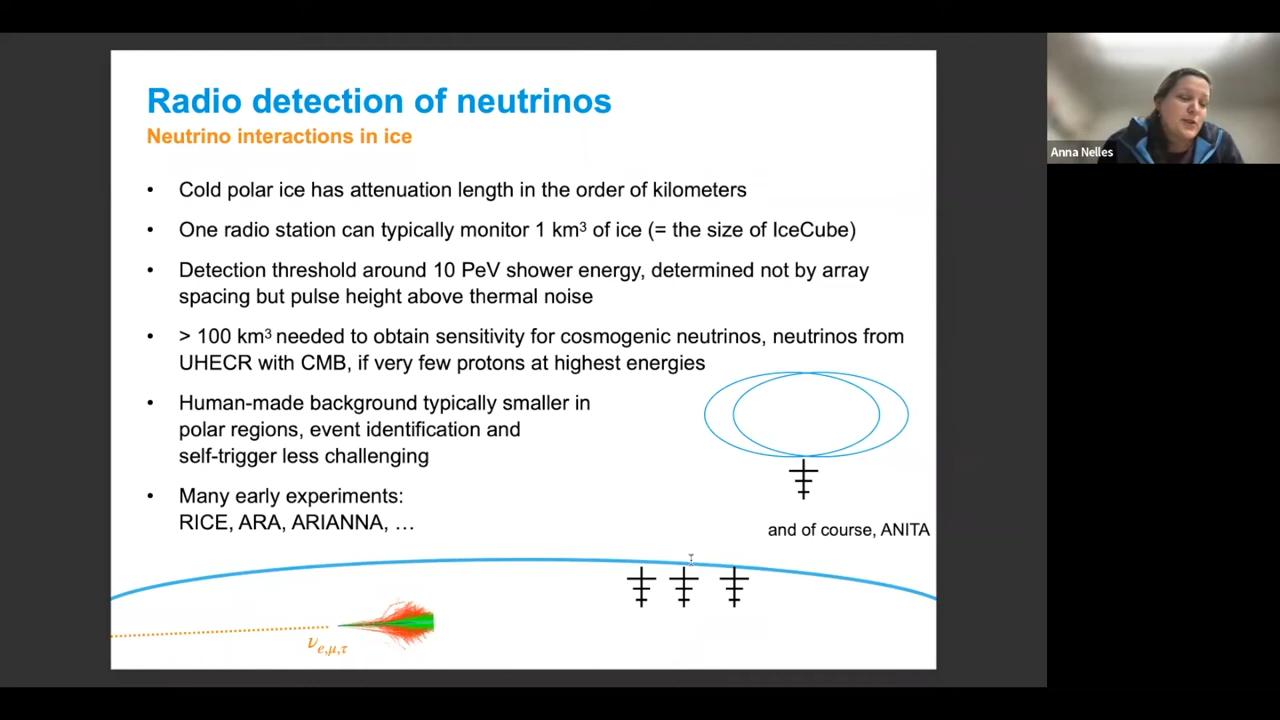 Radio detection of neutrinos
Neutrino interactions in ice
• Cold polar ice has attenuation length in the order of kilometers
• One radio station can typically monitor 1 km³ of ice (= the size of IceCube)
• Detection threshold around 10 PeV shower energy, determined not by array
spacing but pulse height above thermal noise
• > 100 km³ needed to obtain sensitivity for cosmogenic neutrinos, neutrinos from
UHECR with CMB, if very few protons at highest energies
• Human-made background typically smaller in
polar regions, event identification and
self-trigger less challenging
• Many early experiments:
RICE, ARA, ARIANNA, …
and of course, ANITA
νe,μ,τ
Anna Nelles